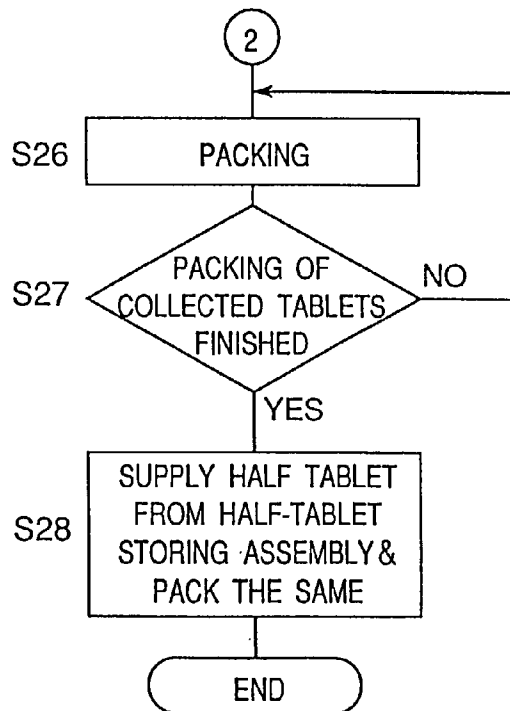 2
S26
PACKING
S27
PACKING OF
COLLECTED TABLETS
FINISHED
NO
YES
S28
SUPPLY HALF TABLET
FROM HALF-TABLET
STORING ASSEMBLY &
PACK THE SAME
END